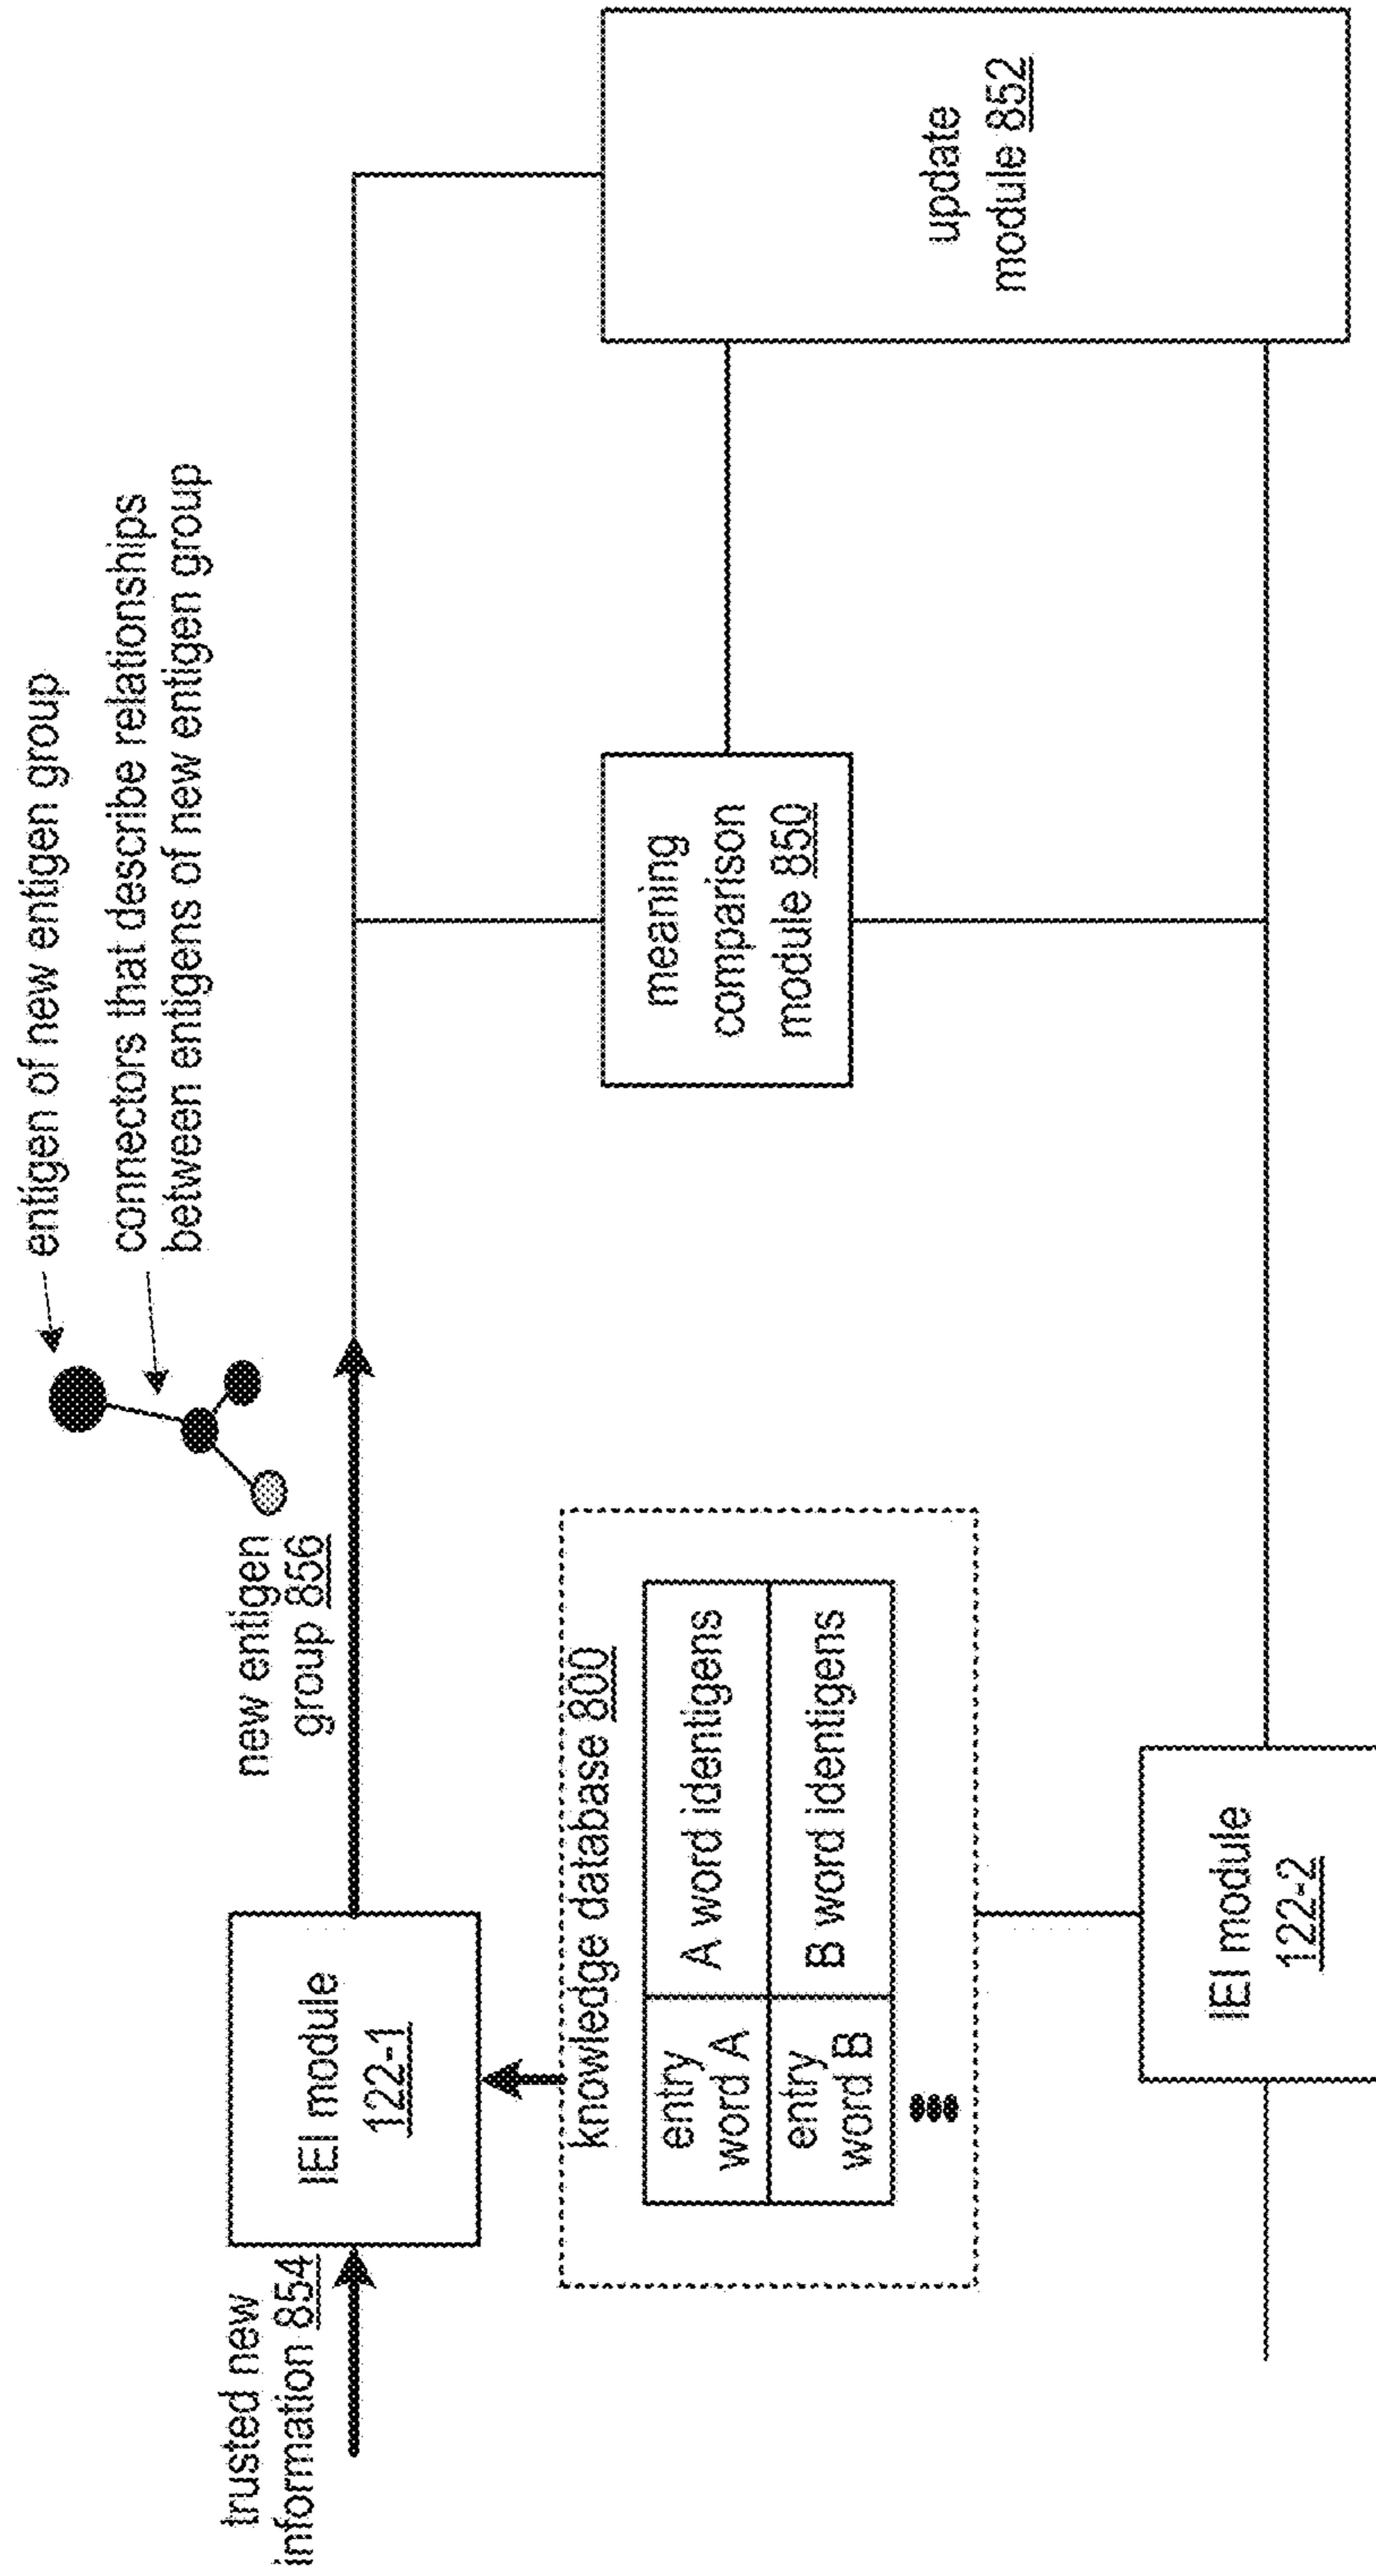 entigen of new entigen group
connectors that describe relationships
between entigens of new entigen group
new entigen
group 856
trusted new
information 854
IEI module
122-1
knowledge database 800
entry
word A
A word identigens
entry
word B
B word identigens
meaning
comparison
module 850
update
module 852
IEI module
122-2